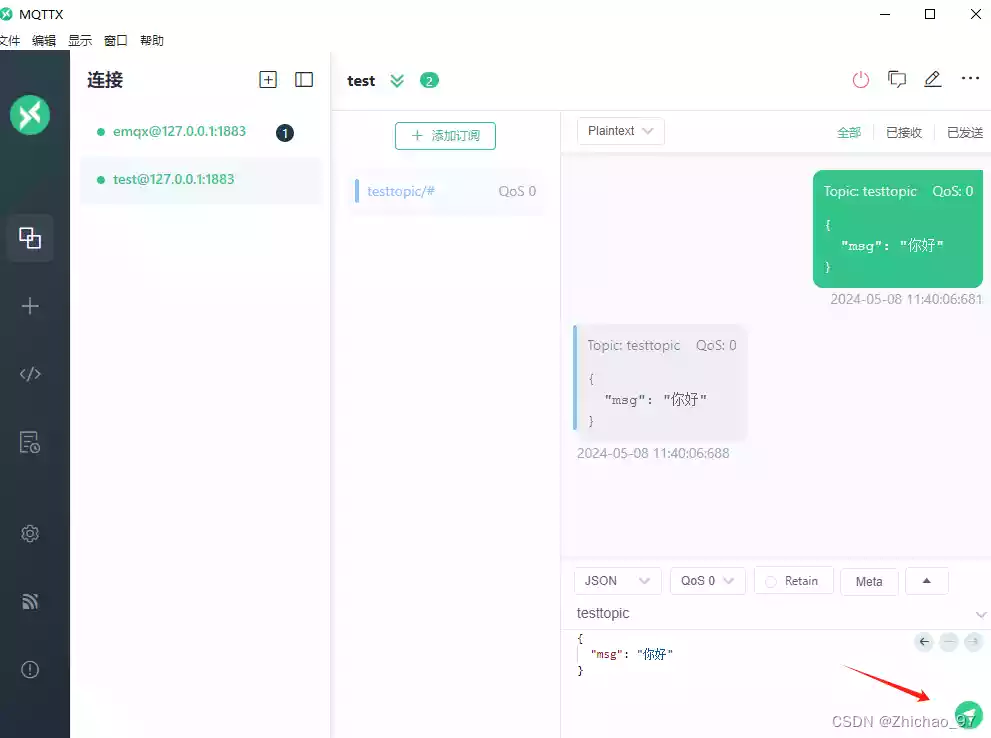 MQTTX
文件 编辑 显示 窗口 帮助
连接
emqx@127.0.0.1:1883 1
test@127.0.0.1:1883
test 2
添加订阅
testtopic/# QoS 0
Plaintext 全部 已接收 已发送
Topic: testtopic QoS: 0
{
"msg": "你好"
}
2024-05-08 11:40:06:681
Topic: testtopic QoS: 0
{
"msg": "你好"
}
2024-05-08 11:40:06:688
JSON QoS 0 Retain Meta
testtopic
{
"msg": "你好"
}
CSDN @Zhichao_97